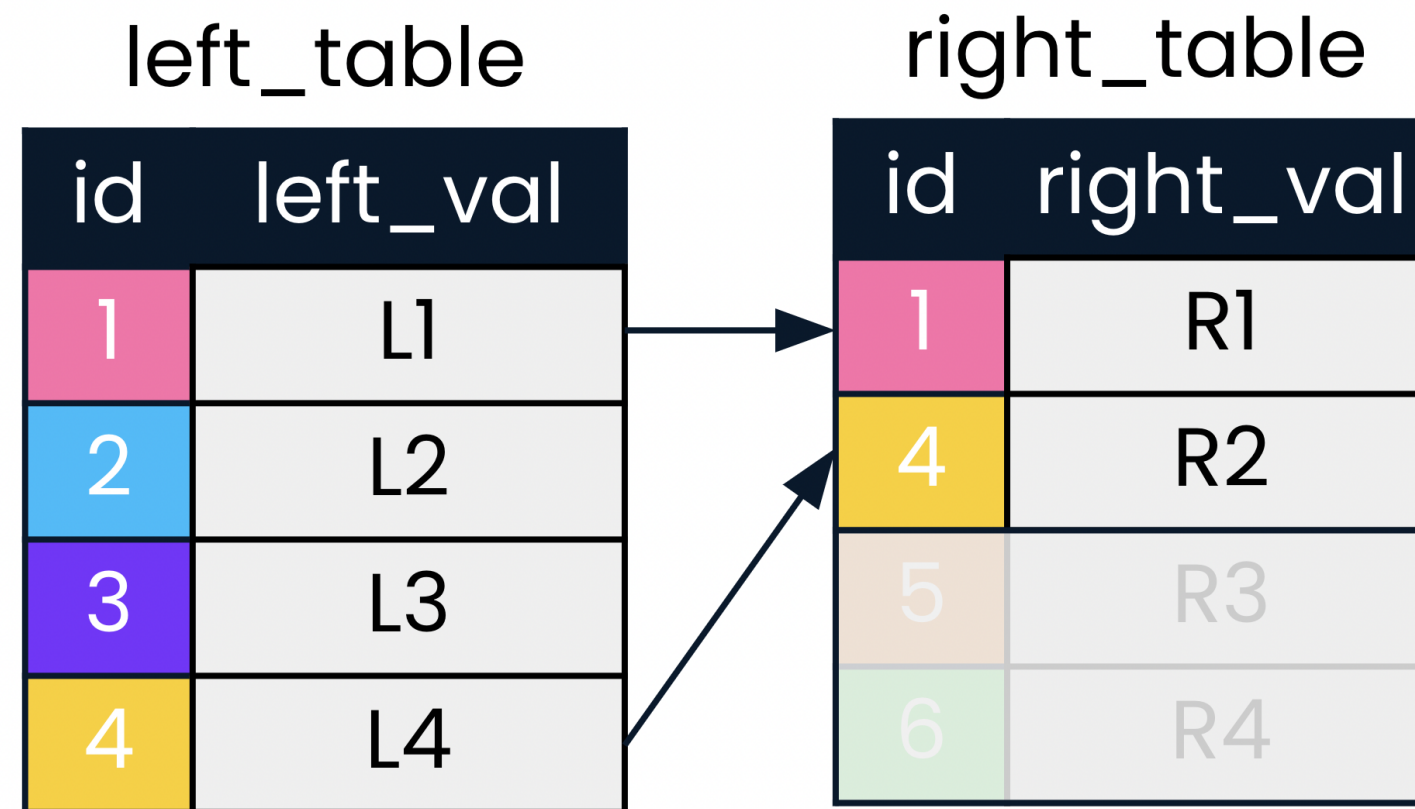 left_table
id left_val
1 L1
2 L2
3 L3
4 L4
right_table
id right_val
1 R1
4 R2
5 R3
6 R4